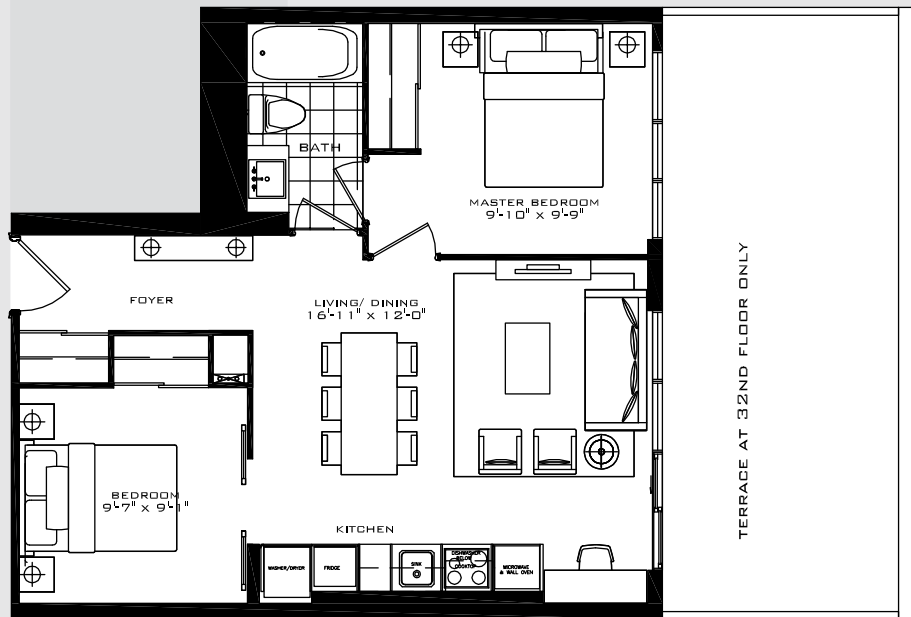 BATH
MASTER BEDROOM
9'-10" x 9'-9"
FOYER
LIVING/ DINING
16'-11" x 12'-0"
TERRACE AT 32ND FLOOR ONLY
BEDROOM
9'-7" x 9'-1"
KITCHEN
WASHER/DRYER
FRIDGE
SINK
DISHWASHER
BELOW
COOKTOP
MICROWAVE
& WALL OVEN